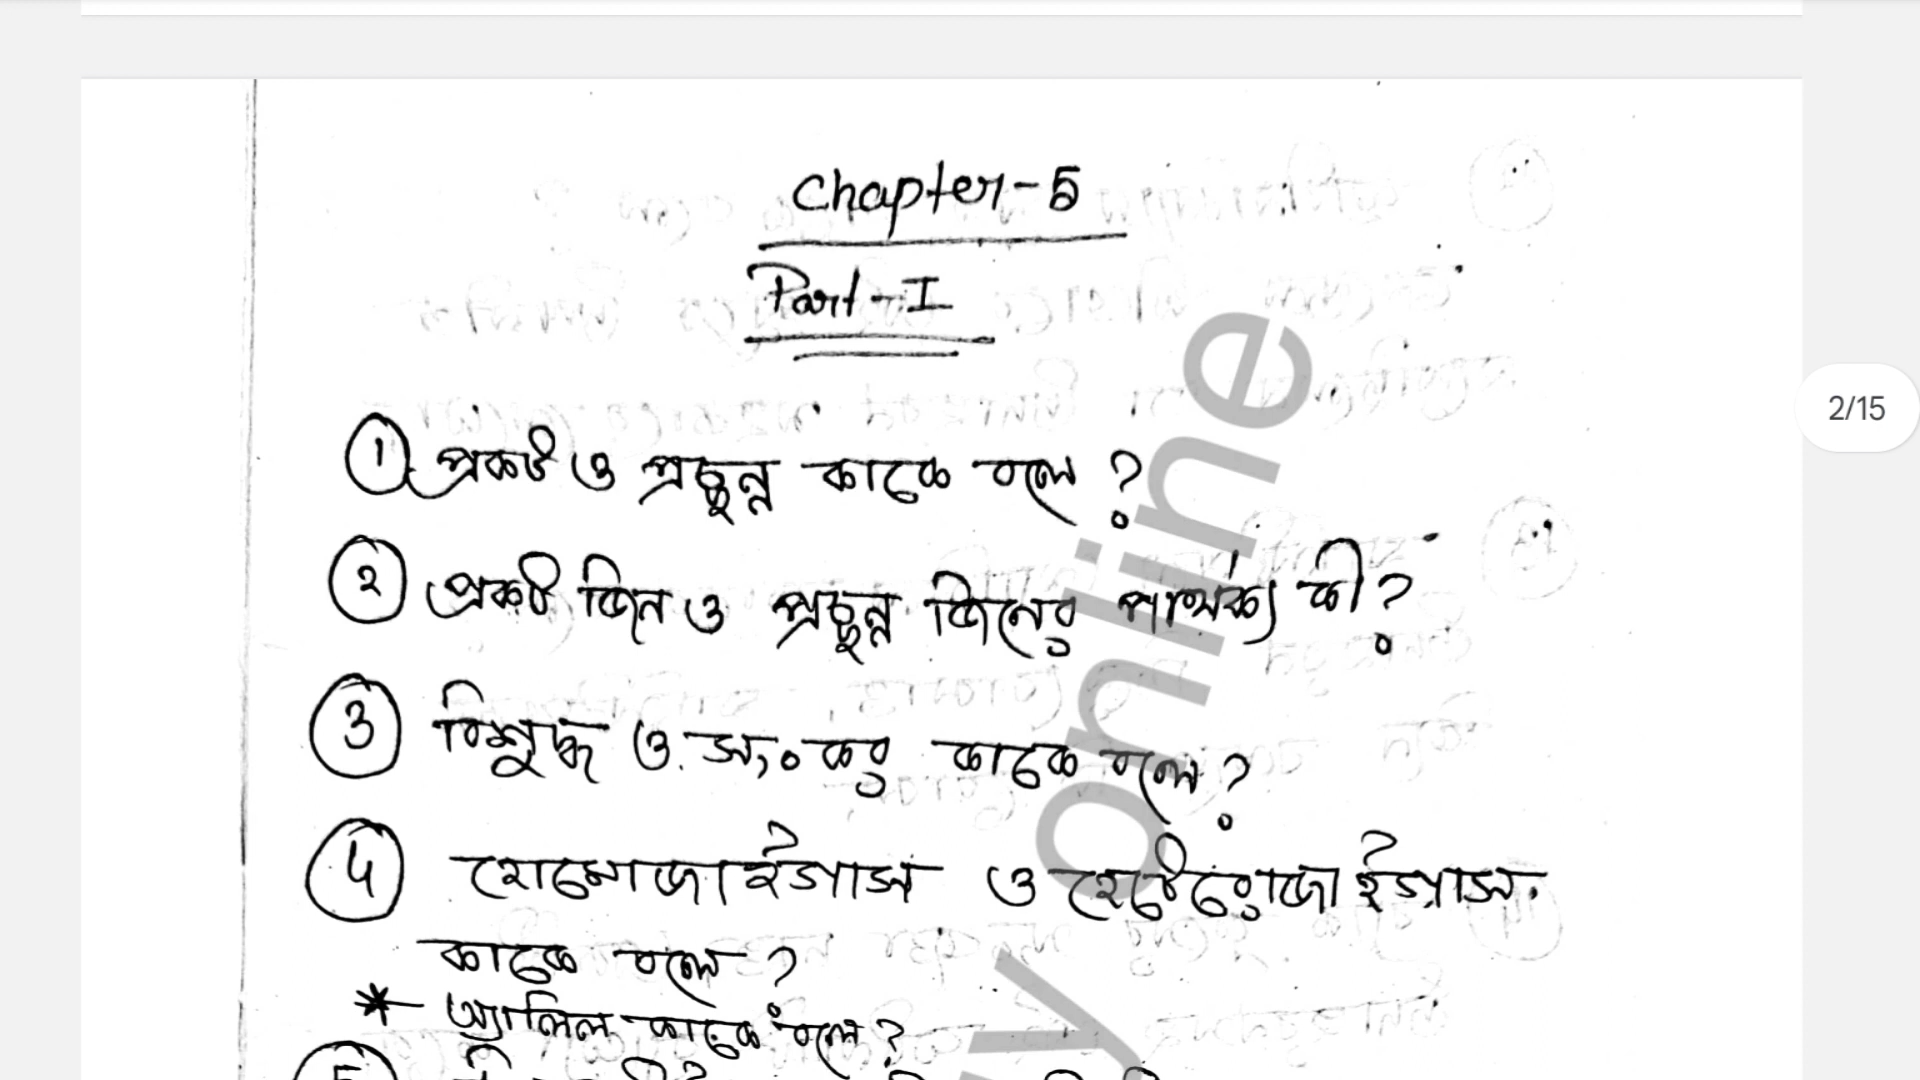 Chapter-5
Part-I
① প্রকট ও প্রচ্ছন্ন কাকে বলে ?
② প্রকট জিন ও প্রচ্ছন্ন জিনের পার্থক্য কী ?
③ বিশুদ্ধ ও সংকর কাকে বলে ?
④ হোমোজাইগাস ও হেটেরোজাইগাস
কাকে বলে ?
* অ্যালিল কাকে বলে ?
y online
2/15